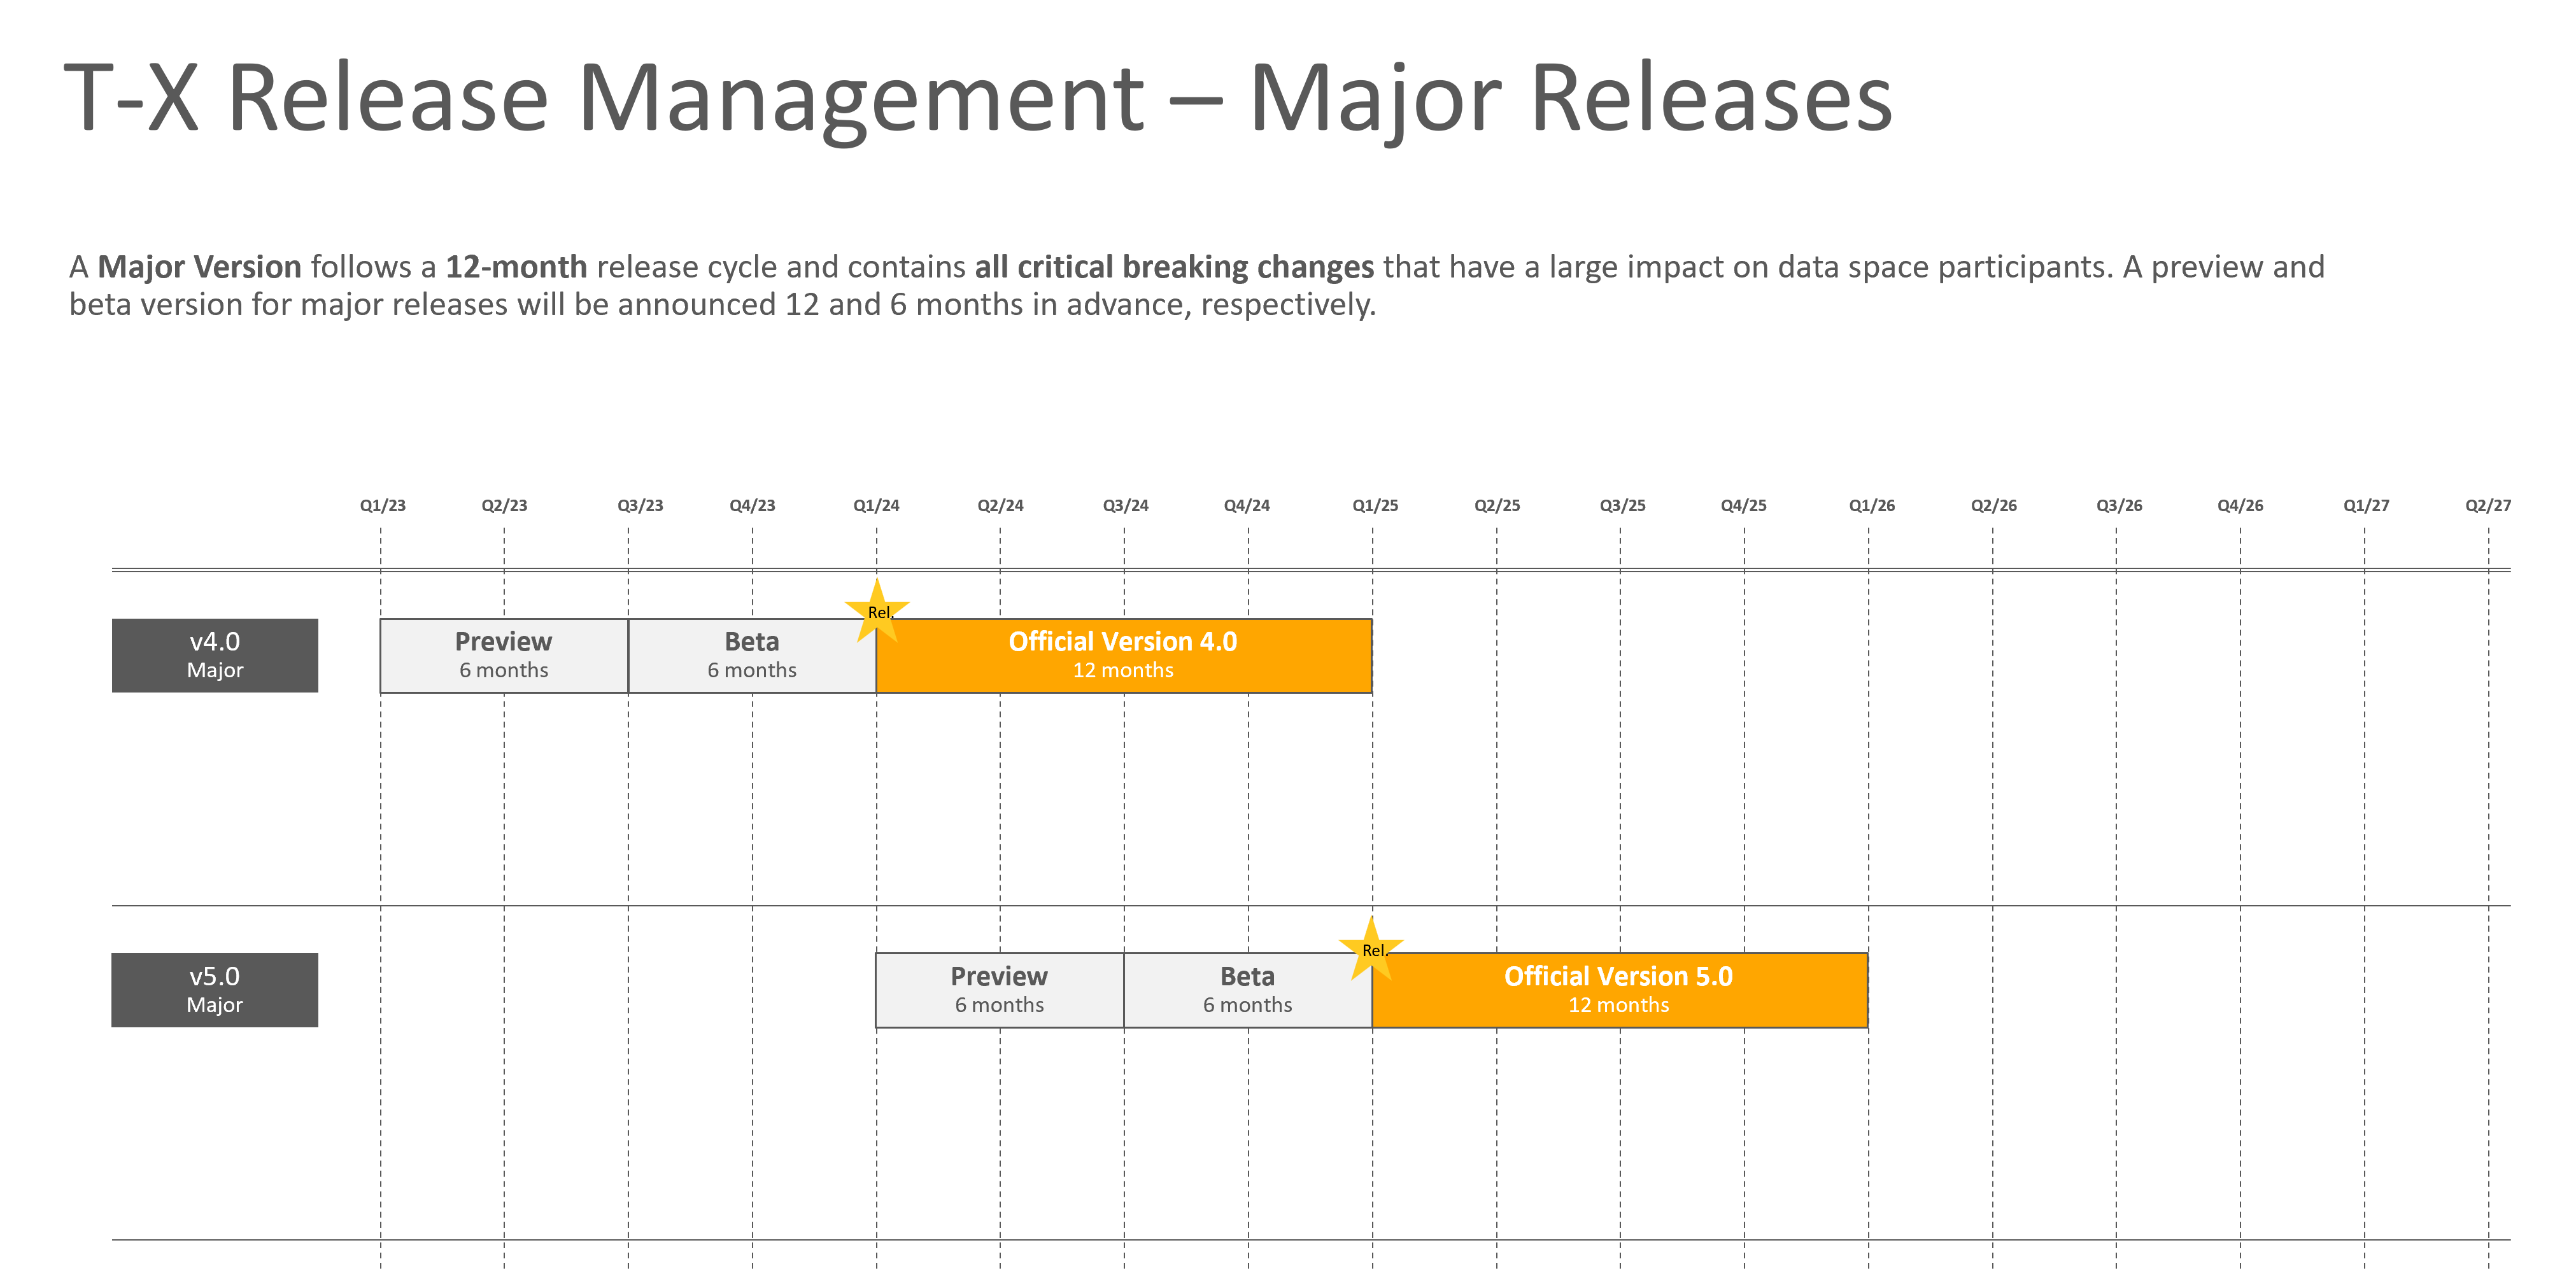 T-X Release Management – Major Releases
A Major Version follows a 12-month release cycle and contains all critical breaking changes that have a large impact on data space participants. A preview and
beta version for major releases will be announced 12 and 6 months in advance, respectively.
Q1/23 Q2/23 Q3/23 Q4/23 Q1/24 Q2/24 Q3/24 Q4/24 Q1/25 Q2/25 Q3/25 Q4/25 Q1/26 Q2/26 Q3/26 Q4/26 Q1/27 Q2/27
Rel.
v4.0 Preview Beta Official Version 4.0
Major 6 months 6 months 12 months
Rel.
v5.0 Preview Beta Official Version 5.0
Major 6 months 6 months 12 months